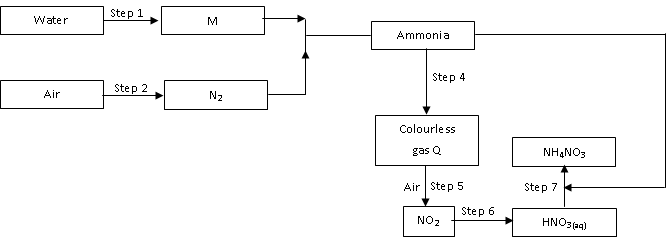 Water
Step 1
M
Ammonia
Air
Step 2
N₂
Step 4
Colourless
gas Q
NH₄NO₃
Air
Step 5
Step 7
NO₂
Step 6
HNO₃(aq)